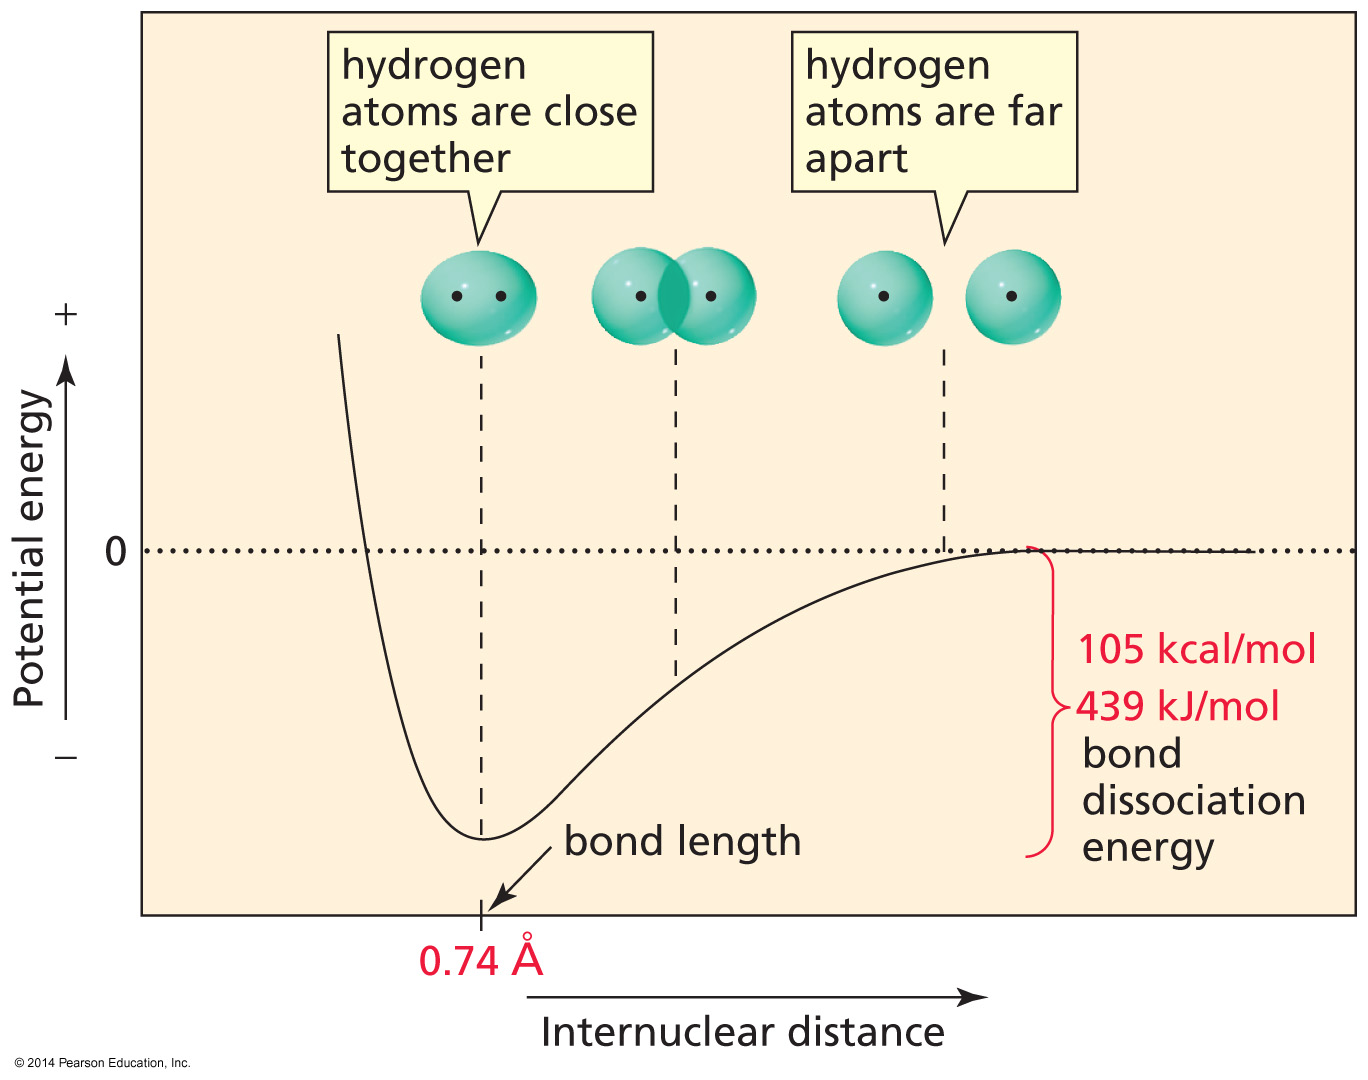 hydrogen
atoms are close
together
hydrogen
atoms are far
apart
+
Potential energy
–
0
105 kcal/mol
439 kJ/mol
bond
dissociation
energy
bond length
0.74 Å
Internuclear distance
© 2014 Pearson Education, Inc.